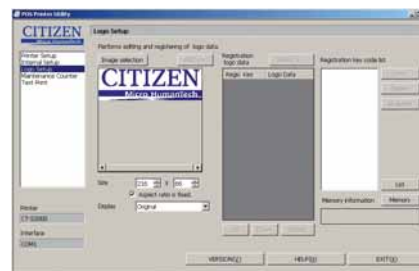 POS Printer Utility
CITIZEN
Micro HumanTech
Logo Setup
Printer Setup
Internal Setup
Logo Setup
Maintenance Counter
Test Print
Performs editing and registering of logo data.
Image selection
CITIZEN
Micro HumanTech
Size
X
Aspect ratio is fixed.
Display
Original
Registration
logo data
Regis Key Logo Data
Registration key code list
List
Memory information
Memory
Printer
CT-S2000
Interface
COM1
VERSION(V)
HELP(H)
EXIT(X)